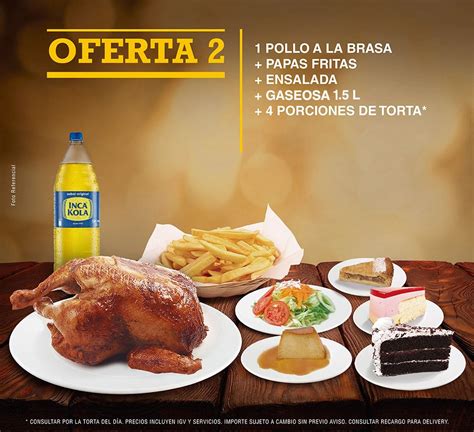 OFERTA 2
1 POLLO A LA BRASA
+ PAPAS FRITAS
+ ENSALADA
+ GASEOSA 1.5 L
+ 4 PORCIONES DE TORTA*
Foto Referencial
INCA
KOLA
* CONSULTAR POR LA TORTA DEL DÍA. PRECIOS INCLUYEN IGV Y SERVICIOS. IMPORTE SUJETO A CAMBIO SIN PREVIO AVISO. CONSULTAR RECARGO PARA DELIVERY.